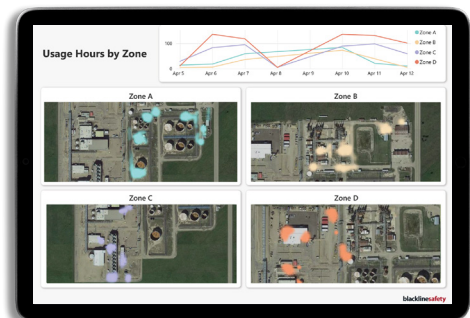 Usage Hours by Zone
100
0
Apr 5 Apr 6 Apr 7 Apr 8 Apr 9 Apr 10 Apr 11 Apr 12
Zone A
Zone B
Zone C
Zone D
Zone A
Zone B
Zone C
Zone D
blacklinesafety